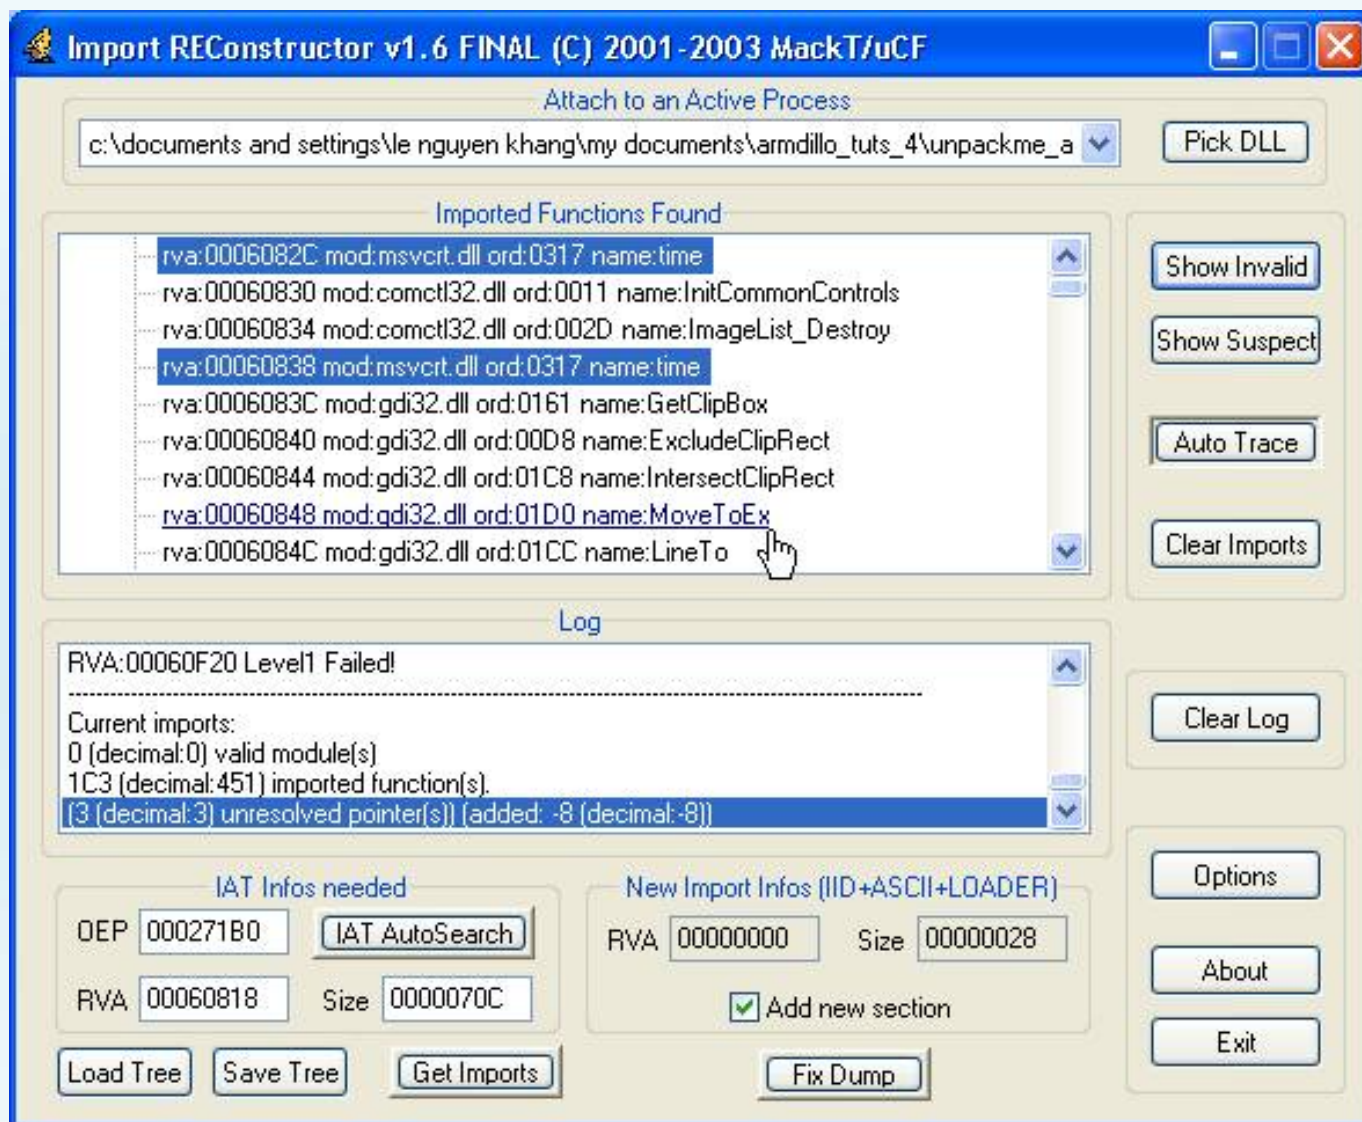 Import REConstructor v1.6 FINAL (C) 2001-2003 MackT/uCF
Attach to an Active Process
c:\documents and settings\le nguyen khang\my documents\armdillo_tuts_4\unpackme_a
Pick DLL
Imported Functions Found
rva:0006082C mod:msvcrt.dll ord:0317 name:time
rva:00060830 mod:comctl32.dll ord:0011 name:InitCommonControls
rva:00060834 mod:comctl32.dll ord:002D name:ImageList_Destroy
rva:00060838 mod:msvcrt.dll ord:0317 name:time
rva:0006083C mod:gdi32.dll ord:0161 name:GetClipBox
rva:00060840 mod:gdi32.dll ord:00D8 name:ExcludeClipRect
rva:00060844 mod:gdi32.dll ord:01C8 name:IntersectClipRect
rva:00060848 mod:gdi32.dll ord:01D0 name:MoveToEx
rva:0006084C mod:gdi32.dll ord:01CC name:LineTo
Show Invalid
Show Suspect
Auto Trace
Clear Imports
Log
RVA:00060F20 Level1 Failed!
Current imports:
0 (decimal:0) valid module(s)
1C3 (decimal:451) imported function(s).
(3 (decimal:3) unresolved pointer(s)) (added: -8 (decimal:-8))
Clear Log
IAT Infos needed
OEP 000271B0 IAT AutoSearch
RVA 00060818 Size 0000070C
New Import Infos (IID+ASCII+LOADER)
RVA 00000000 Size 00000028
Add new section
Options
About
Exit
Load Tree Save Tree Get Imports Fix Dump